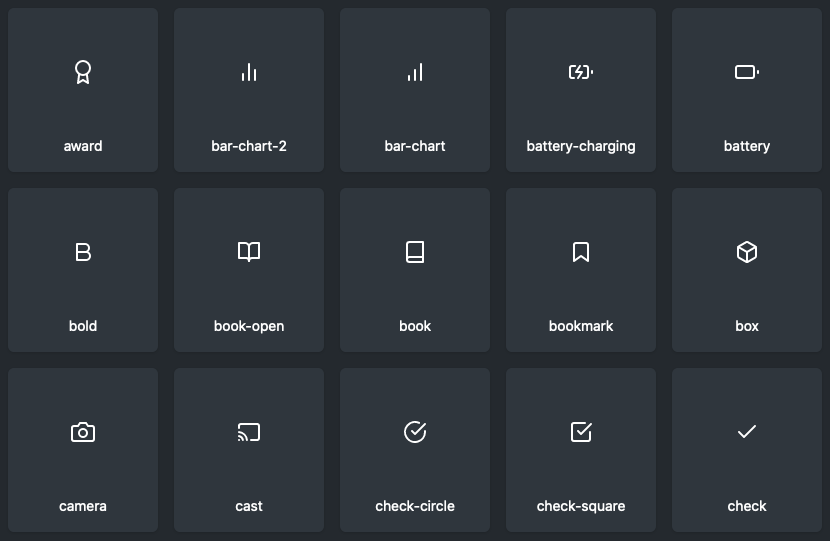 award
bar-chart-2
bar-chart
battery-charging
battery
bold
book-open
book
bookmark
box
camera
cast
check-circle
check-square
check